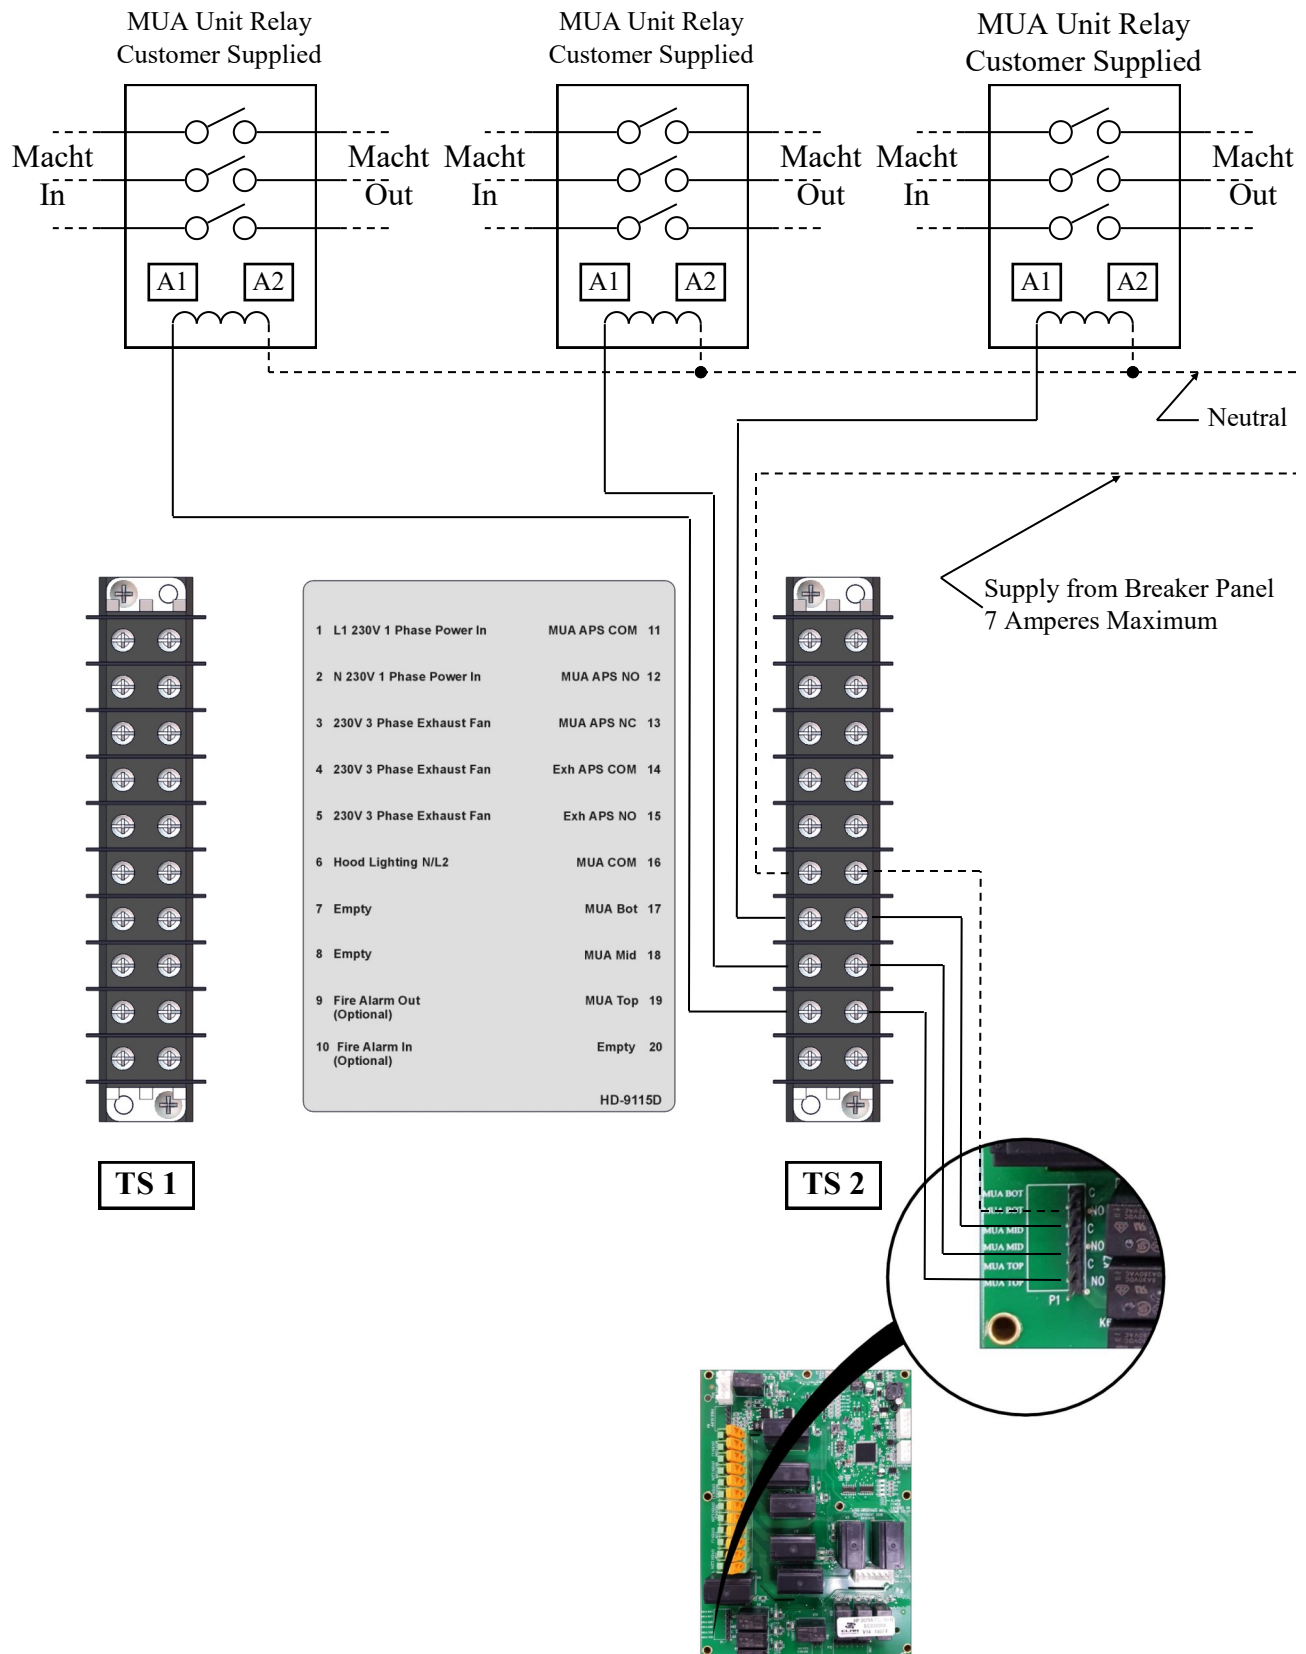 MUA Unit Relay
Customer Supplied
MUA Unit Relay
Customer Supplied
MUA Unit Relay
Customer Supplied
Macht
In
Macht
Out
Macht
In
Macht
Out
Macht
In
Macht
Out
A1
A2
A1
A2
A1
A2
Neutral
Supply from Breaker Panel
7 Amperes Maximum
1 L1 230V 1 Phase Power In
2 N 230V 1 Phase Power In
3 230V 3 Phase Exhaust Fan
4 230V 3 Phase Exhaust Fan
5 230V 3 Phase Exhaust Fan
6 Hood Lighting N/L2
7 Empty
8 Empty
9 Fire Alarm Out
(Optional)
10 Fire Alarm In
(Optional)
MUA APS COM 11
MUA APS NO 12
MUA APS NC 13
Exh APS COM 14
Exh APS NO 15
MUA COM 16
MUA Bot 17
MUA Mid 18
MUA Top 19
Empty 20
HD-9115D
TS 1
TS 2
MUA BOT C
MUA BOT NO
MUA MID C
MUA MID NO
MUA TOP C
MUA TOP NO
P1